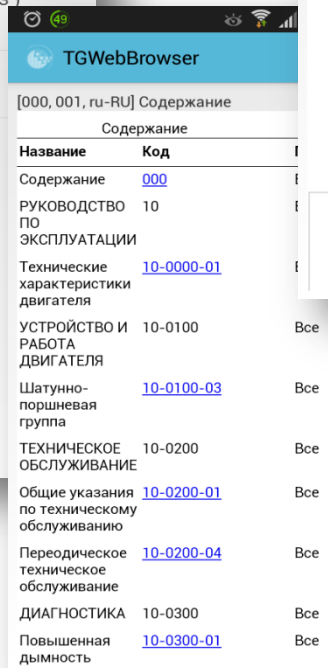 s )
49
TGWebBrowser
[000, 001, ru-RU] Содержание
Содержание
Название Код
Содержание 000
РУКОВОДСТВО 10
ПО
ЭКСПЛУАТАЦИИ
Технические 10-0000-01
характеристики
двигателя
УСТРОЙСТВО И 10-0100 Все
РАБОТА
ДВИГАТЕЛЯ
Шатунно- 10-0100-03 Все
поршневая
группа
ТЕХНИЧЕСКОЕ 10-0200 Все
ОБСЛУЖИВАНИЕ
Общие указания 10-0200-01 Все
по техническому
обслуживанию
Переодическое 10-0200-04 Все
техническое
обслуживание
ДИАГНОСТИКА 10-0300 Все
Повышенная 10-0300-01 Все
дымность